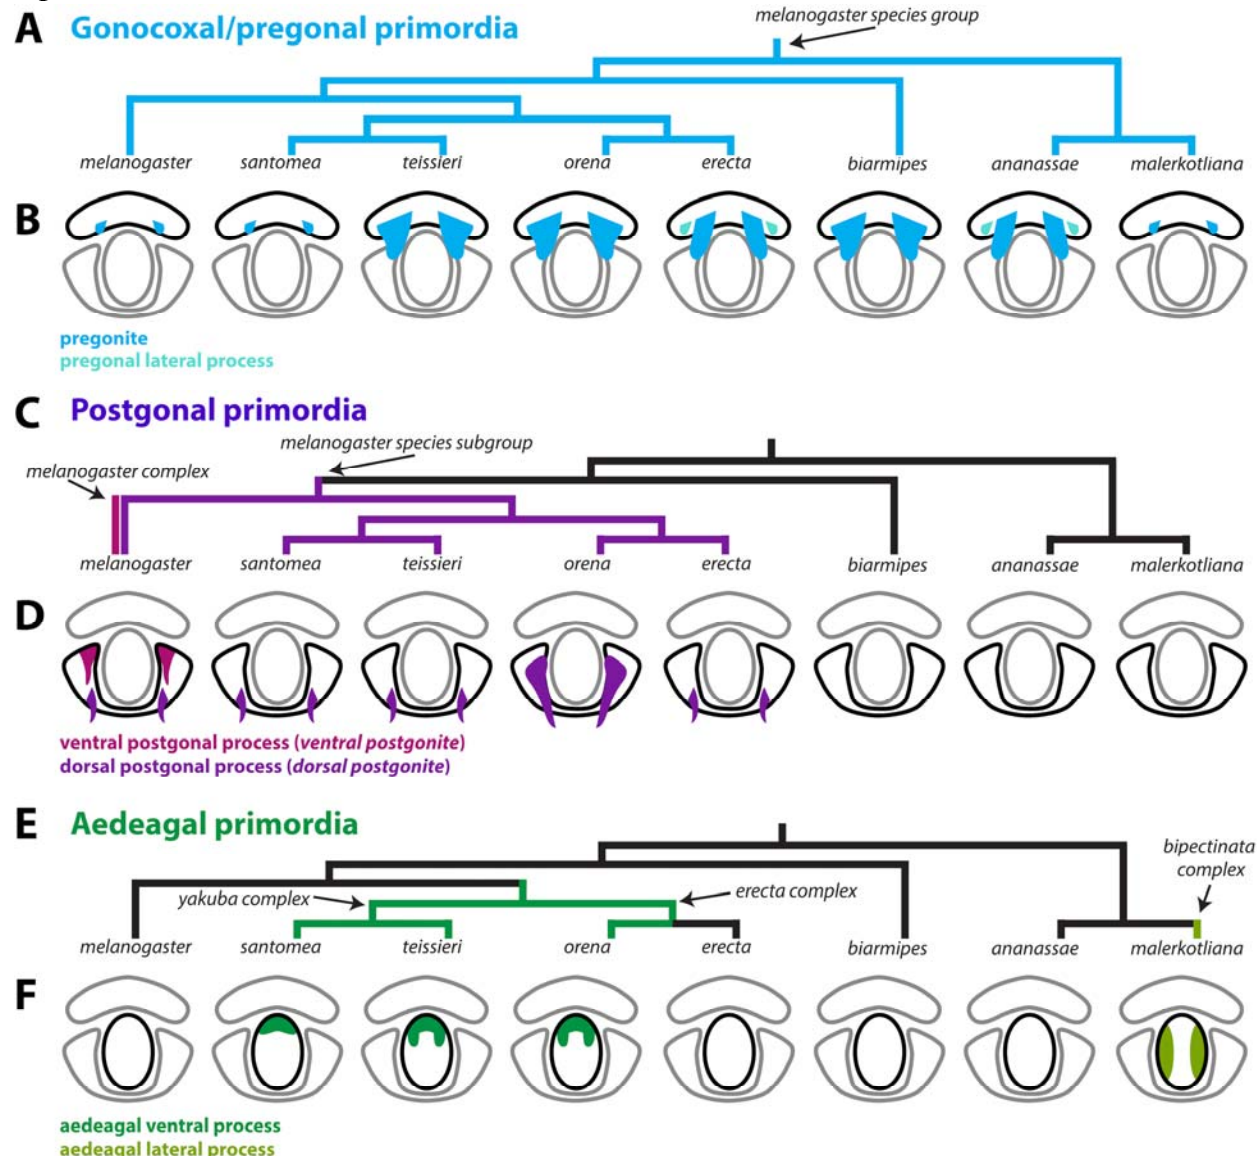 A Gonocoxal/pregonal primordia
melanogaster species group
melanogaster santomea teissieri orena erecta biarmipes ananassae malerkotliana
B
pregonite
pregonal lateral process
C Postgonal primordia
melanogaster species subgroup
melanogaster complex
melanogaster santomea teissieri orena erecta biarmipes ananassae malerkotliana
D
ventral postgonal process (ventral postgonite)
dorsal postgonal process (dorsal postgonite)
E Aedeagal primordia
bipectinata
complex
yakuba complex
erecta complex
melanogaster santomea teissieri orena erecta biarmipes ananassae malerkotliana
F
aedeagal ventral process
aedeagal lateral process